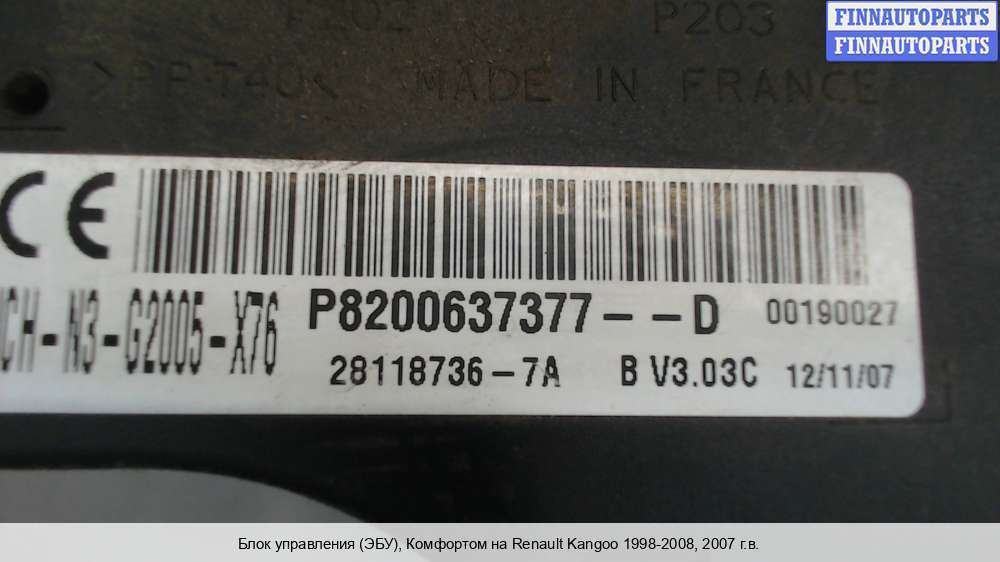 FINNAUTOPARTS
FINNAUTOPARTS
202 P203
MADE IN FRANCE
CE
CH-N3-G2005-X76 P8200637377--D 00190027
28118736-7A B V3.03C 12/11/07
Блок управления (ЭБУ), Комфортом на Renault Kangoo 1998-2008, 2007 г.в.